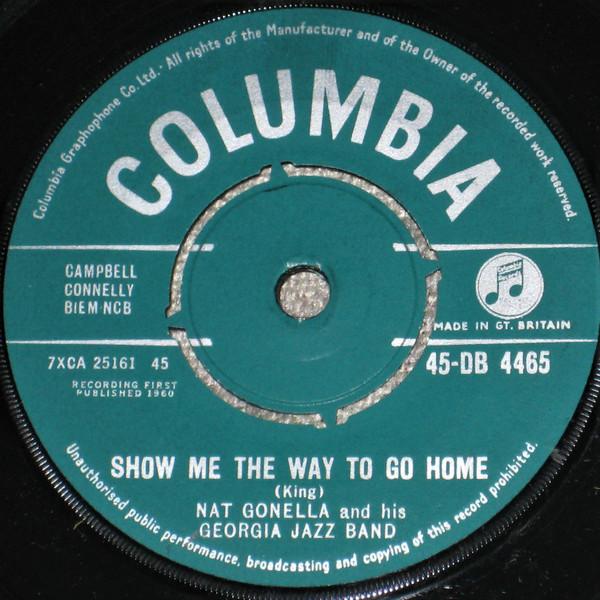 Columbia Graphophone Co. Ltd. · All rights of the Manufacturer and of the Owner of the recorded work reserved.
COLUMBIA
CAMPBELL
CONNELLY
BIEM·NCB
Columbia
Records
MADE IN GT. BRITAIN
7XCA 25161 45
45-DB 4465
RECORDING FIRST
PUBLISHED 1960
SHOW ME THE WAY TO GO HOME
(King)
NAT GONELLA and his
GEORGIA JAZZ BAND
Unauthorised public performance, broadcasting and copying of this record prohibited.